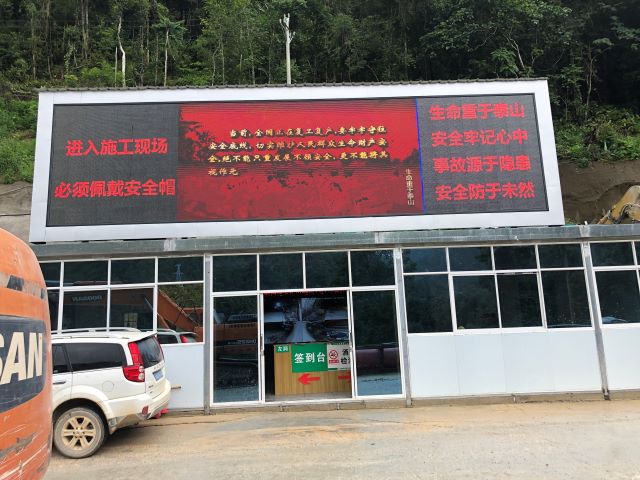 进入施工现场
必须佩戴安全帽
当前,全国正在复工复产,要牢牢守住
安全底线,切实维护人民群众生命财产安
全,绝不能只重发展不顾安全,更不能将其
视作无
生命重于泰山
生命重于泰山
安全牢记心中
事故源于隐患
安全防于未然
签到台
SAN